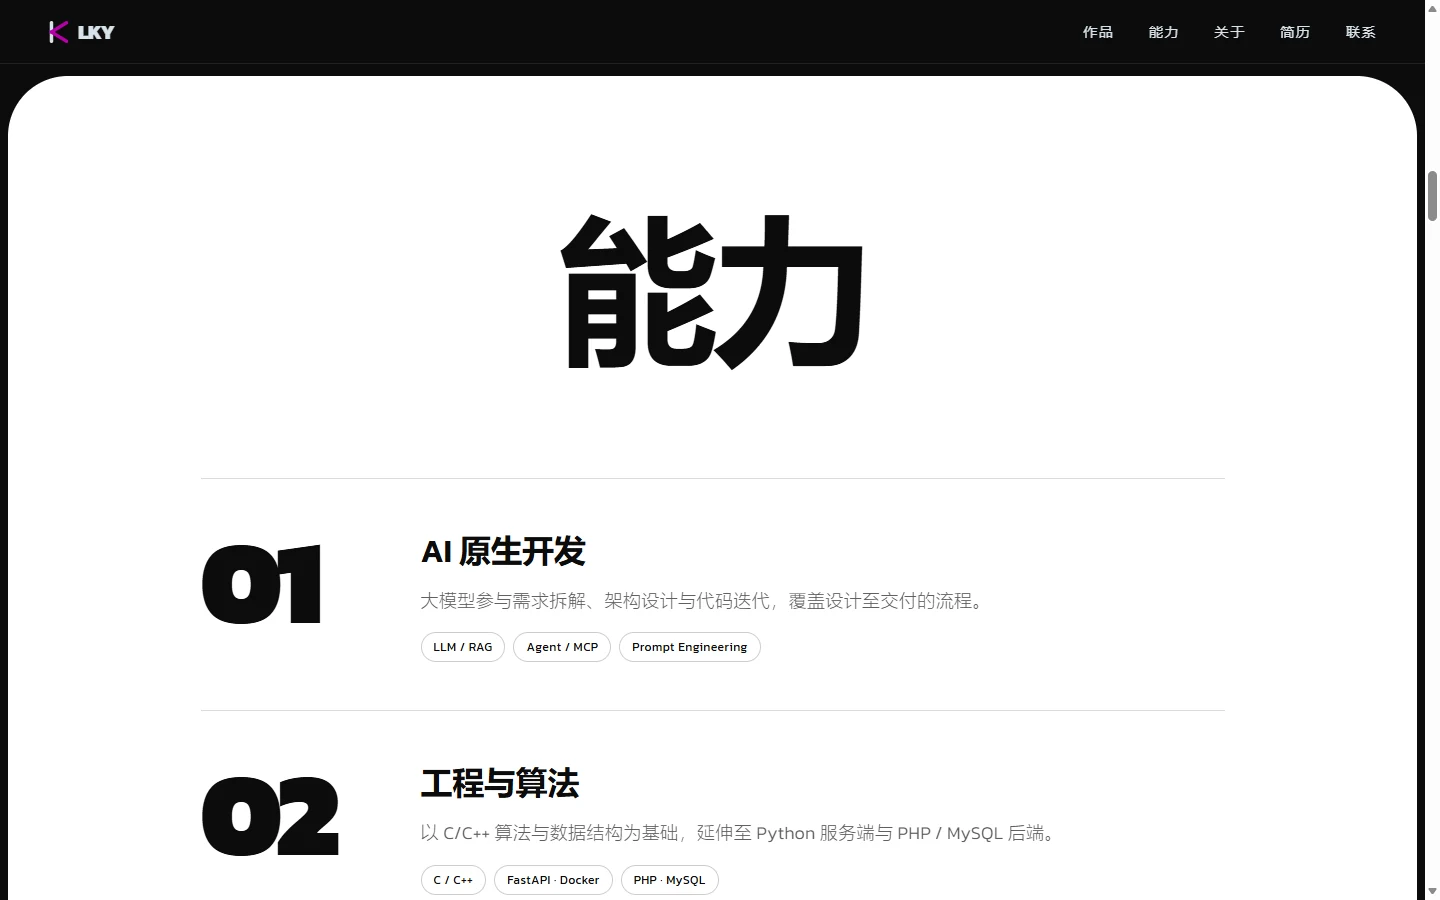 LKY
作品 能力 关于 简历 联系
能力
01
AI 原生开发
大模型参与需求拆解、架构设计与代码迭代，覆盖设计至交付的流程。
LLM / RAG Agent / MCP Prompt Engineering
02
工程与算法
以 C/C++ 算法与数据结构为基础，延伸至 Python 服务端与 PHP / MySQL 后端。
C / C++ FastAPI · Docker PHP · MySQL